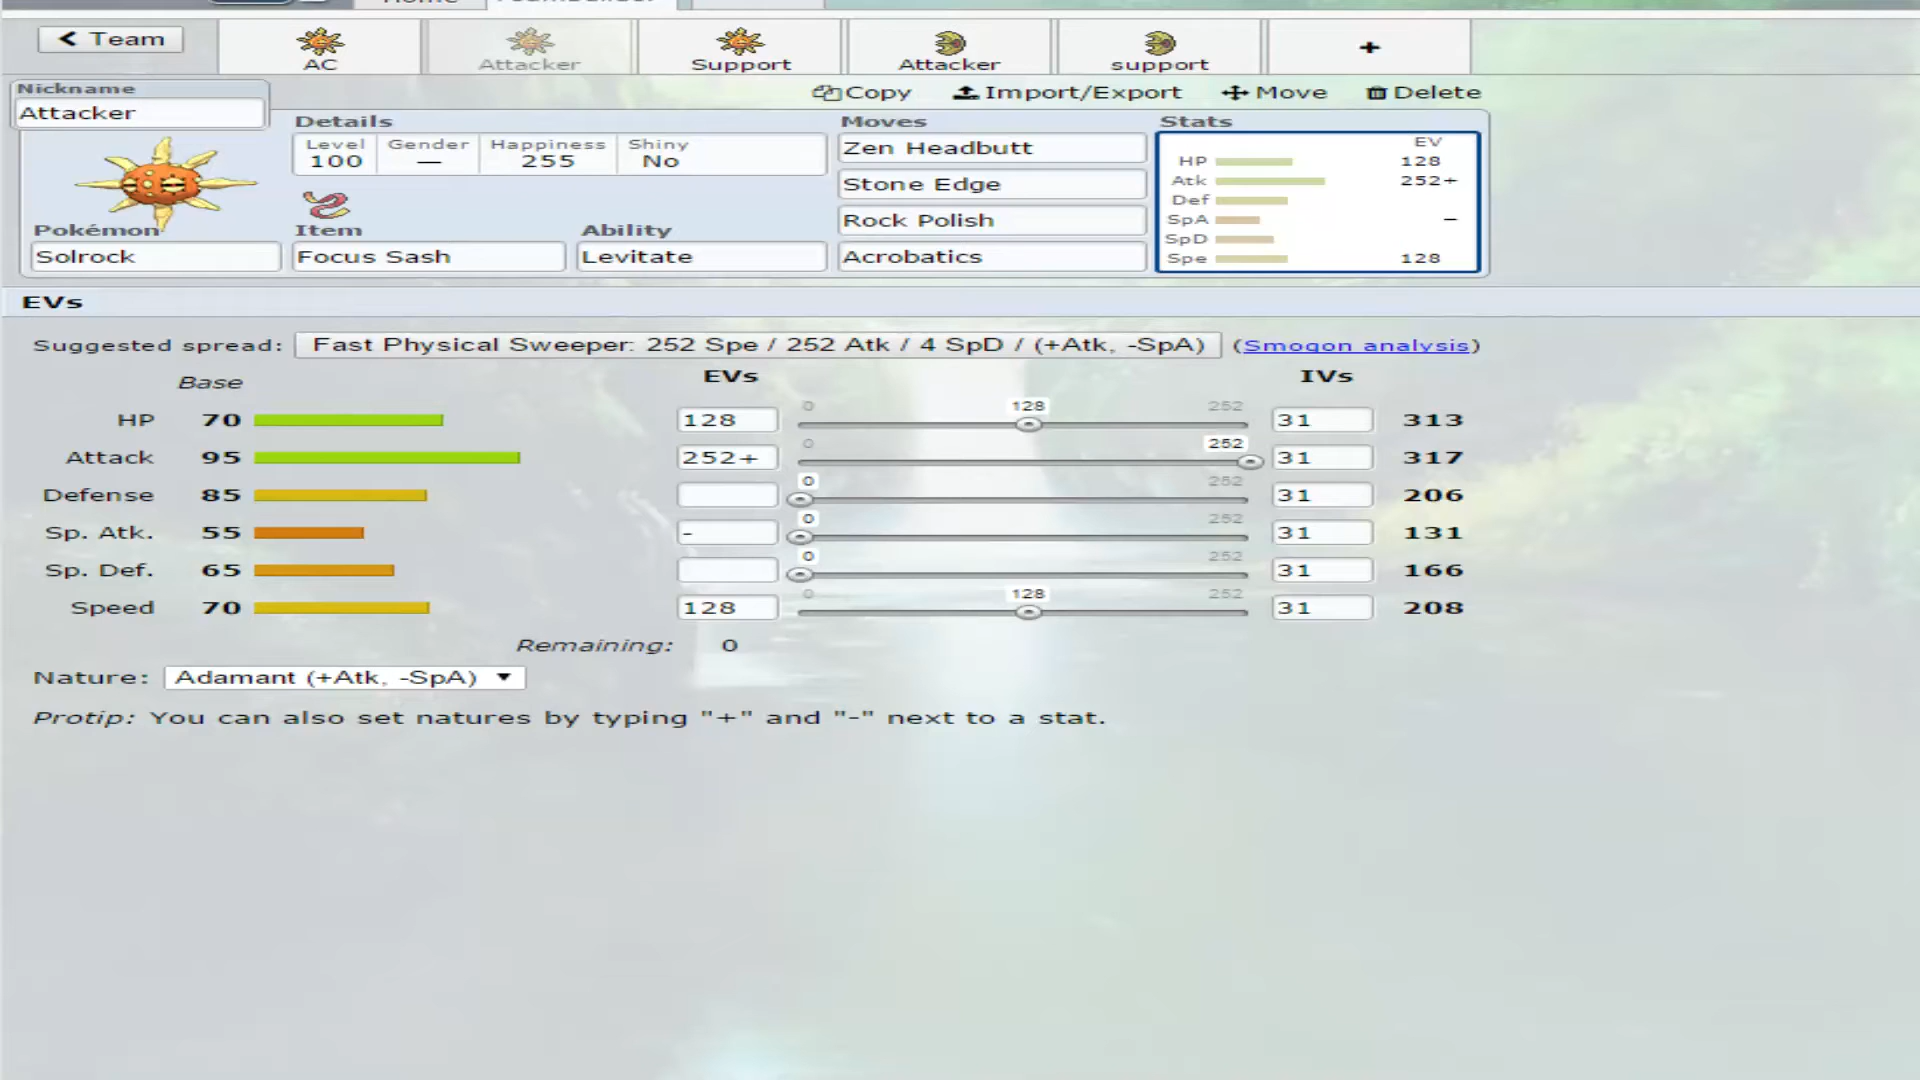 Home
Teambuilder
< Team
AC
Attacker
Support
Attacker
support
+
Nickname
Attacker
Copy
Import/Export
Move
Delete
Details
Level
100
Gender
—
Happiness
255
Shiny
No
Pokémon
Solrock
Item
Focus Sash
Ability
Levitate
Moves
Zen Headbutt
Stone Edge
Rock Polish
Acrobatics
Stats
EV
HP 128
Atk 252+
Def
SpA −
SpD
Spe 128
EVs
Suggested spread: Fast Physical Sweeper: 252 Spe / 252 Atk / 4 SpD / (+Atk, -SpA) (Smogon analysis)
Base EVs IVs
HP 70 128 0 128 252 31 313
Attack 95 252+ 0 252 31 317
Defense 85 0 252 31 206
Sp. Atk. 55 - 0 252 31 131
Sp. Def. 65 0 252 31 166
Speed 70 128 0 128 252 31 208
Remaining: 0
Nature: Adamant (+Atk, -SpA) ▼
Protip: You can also set natures by typing "+" and "-" next to a stat.